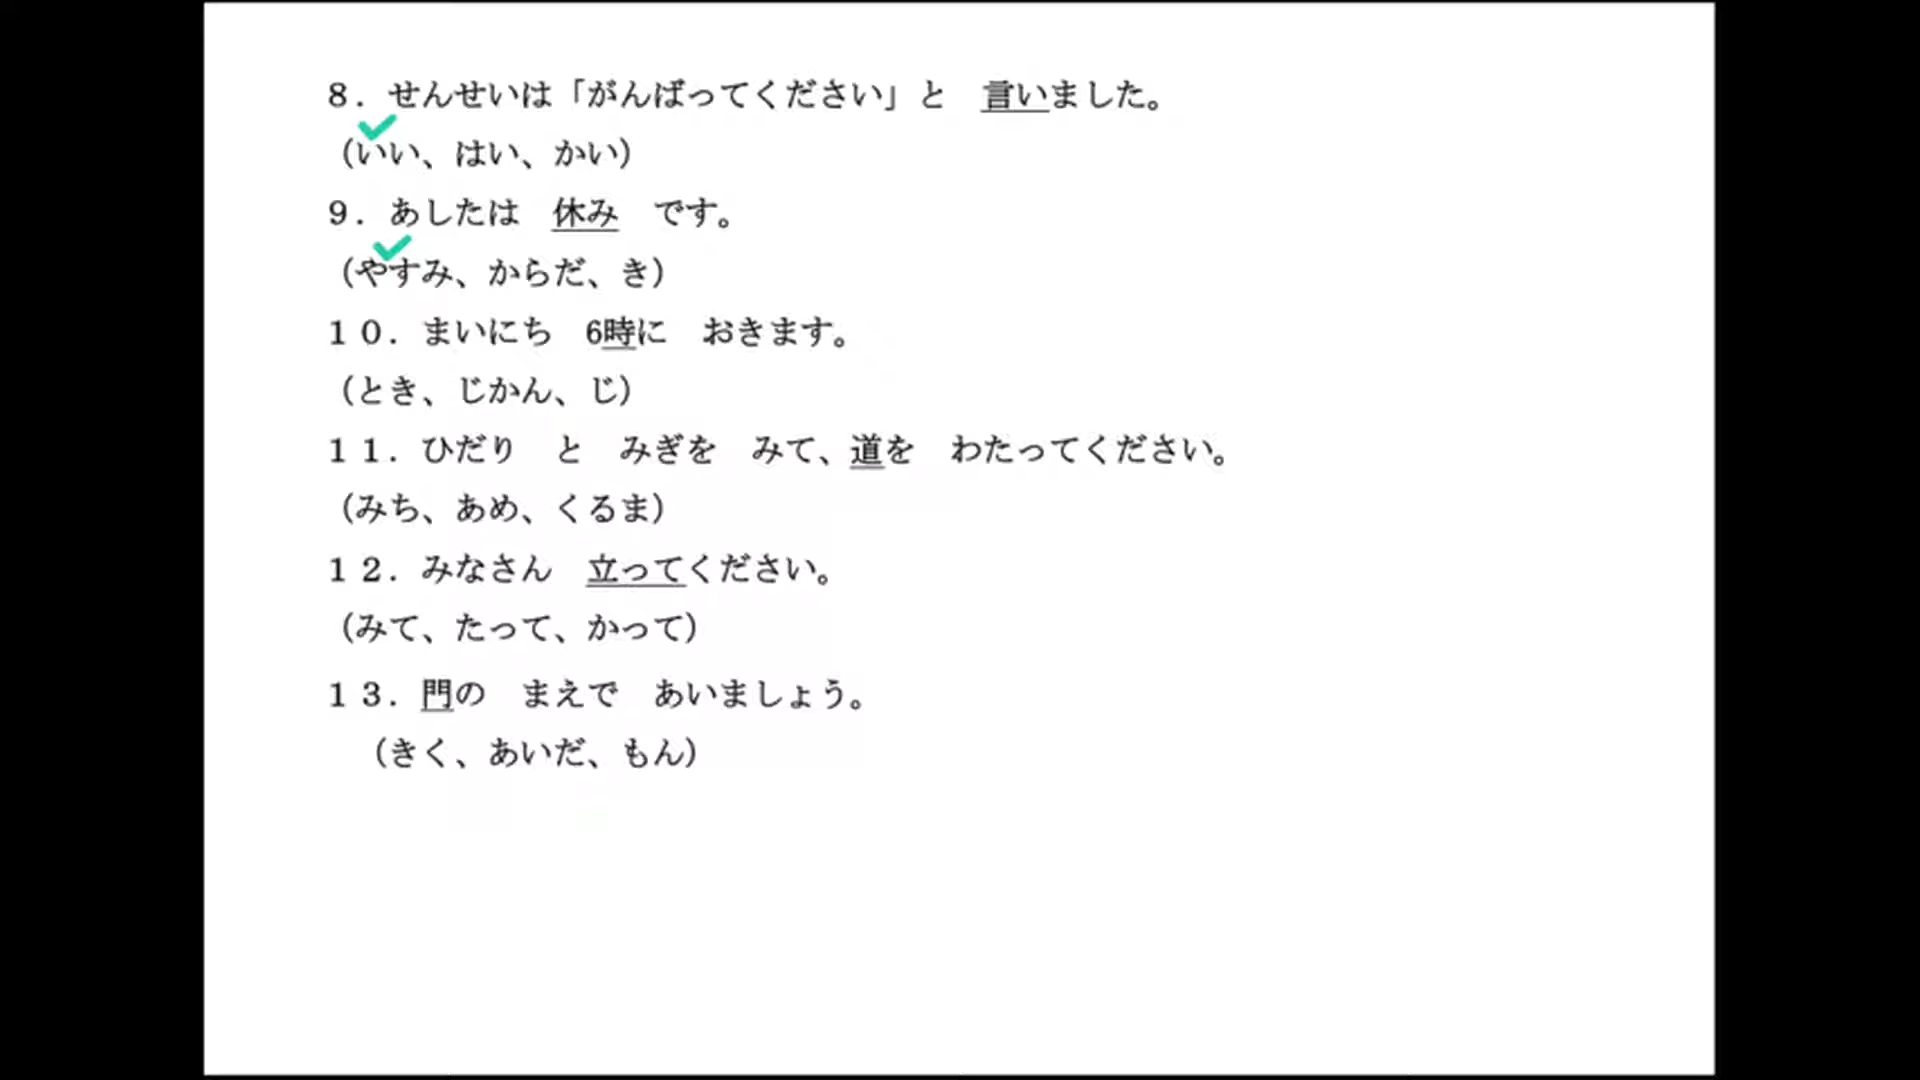 ８．せんせいは「がんばってください」と　言いました。
（いい、はい、かい）
９．あしたは　休み　です。
（やすみ、からだ、き）
１０．まいにち　6時に　おきます。
（とき、じかん、じ）
１１．ひだり　と　みぎを　みて、道を　わたってください。
（みち、あめ、くるま）
１２．みなさん　立ってください。
（みて、たって、かって）
１３．門の　まえで　あいましょう。
（きく、あいだ、もん）